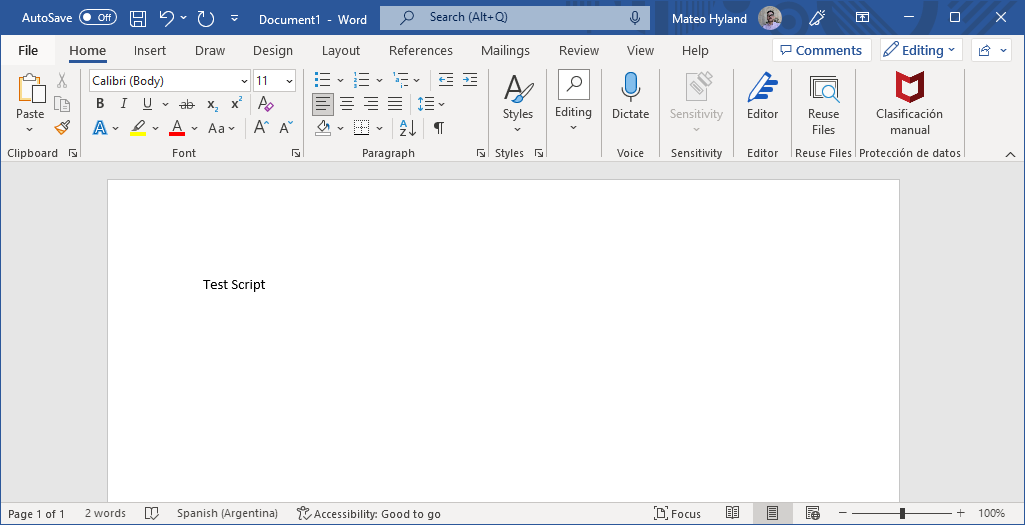 AutoSave Off Document1 - Word Search (Alt+Q) Mateo Hyland
File Home Insert Draw Design Layout References Mailings Review View Help Comments Editing
Calibri (Body) 11
B I U ab x₂ x² A
A A Aa A A
Paste
Styles
Editing
Dictate
Sensitivity
Editor
Reuse
Files
Clasificación
manual
Clipboard Font Paragraph Styles Voice Sensitivity Editor Reuse Files Protección de datos
Test Script
Page 1 of 1 2 words Spanish (Argentina) Accessibility: Good to go Focus 100%